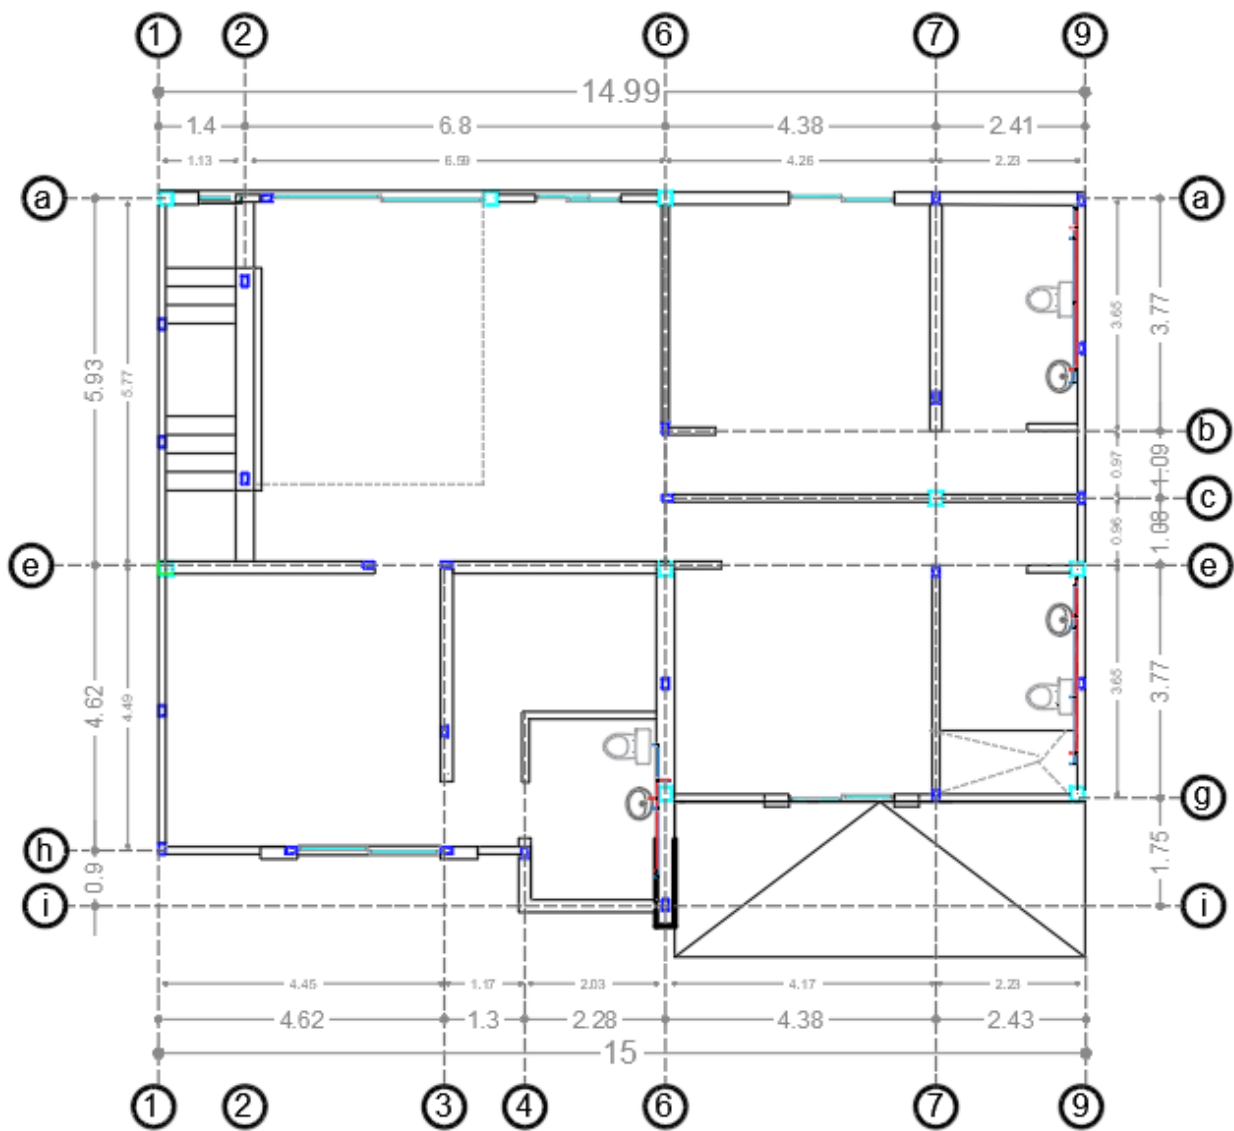 1 2 6 7 9
14.99
1.4 6.8 4.38 2.41
1.13 6.59 4.26 2.23
a a
5.93 5.77 3.65 3.77
b
0.97 1.09
c
0.96 1.08
e e
4.62 4.49 3.65 3.77
g
h
0.9 1.75
i i
4.45 1.17 2.03 4.17 2.23
4.62 1.3 2.28 4.38 2.43
15
1 2 3 4 6 7 9